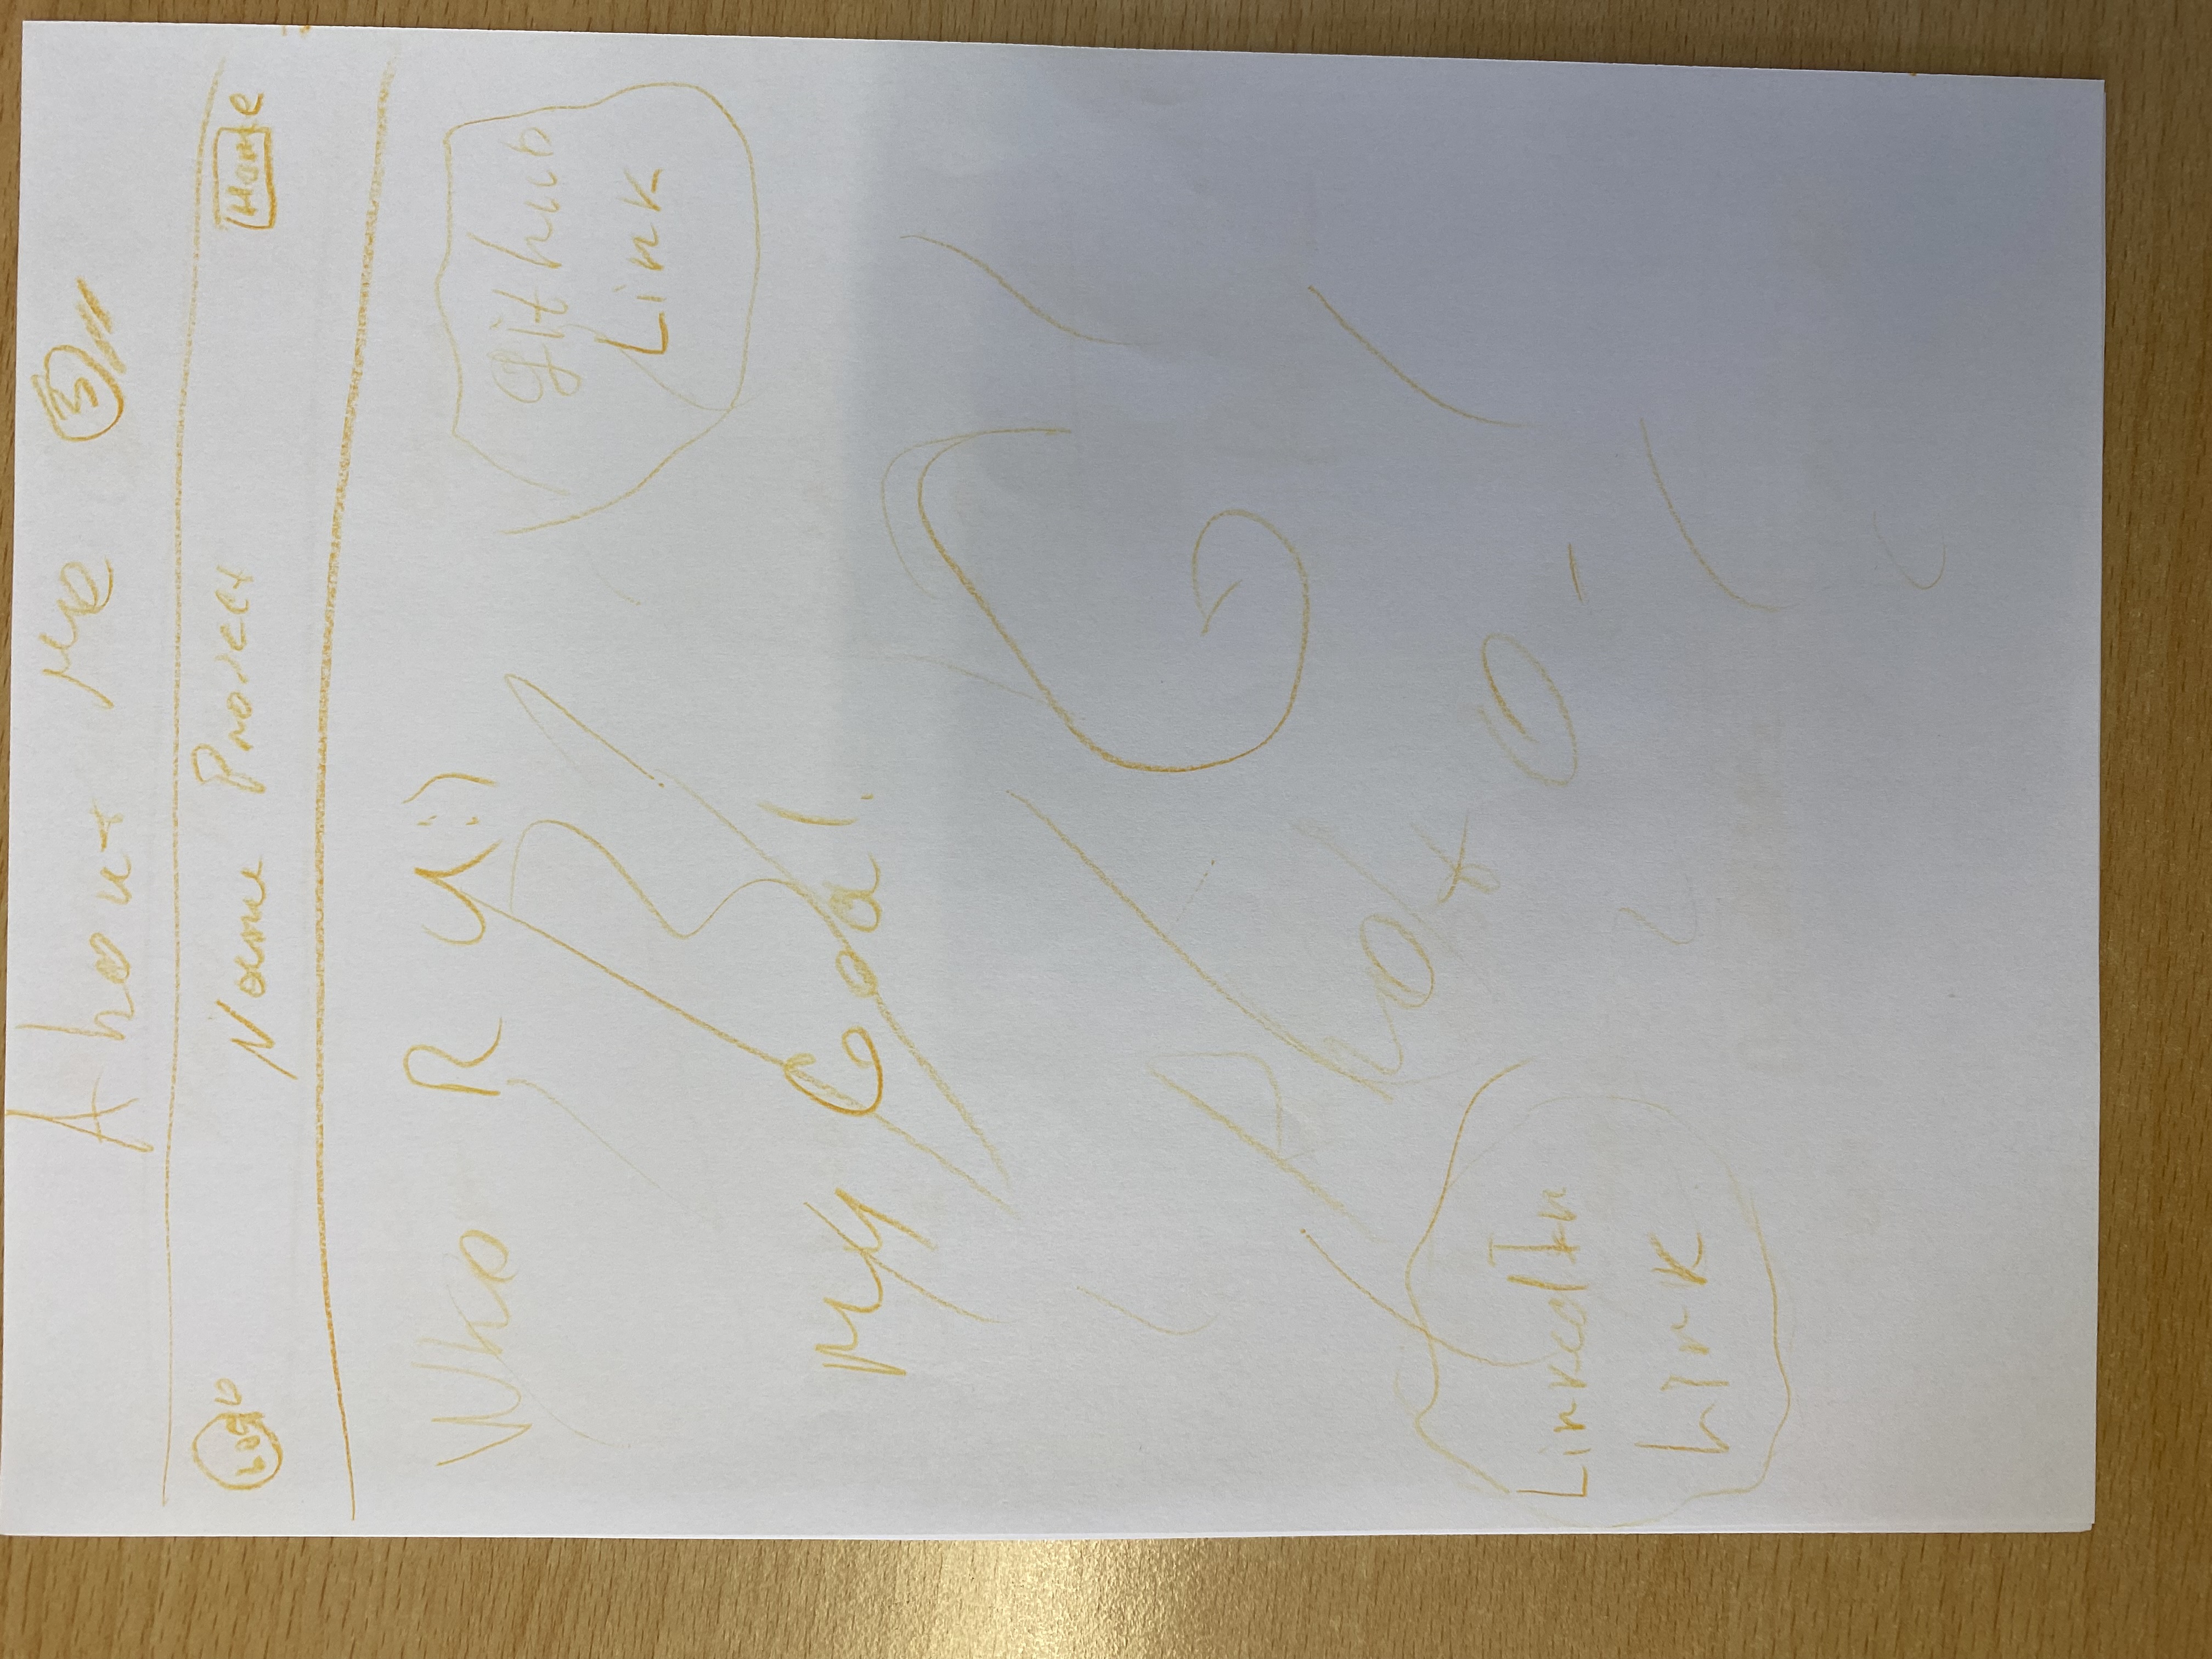 About Me 3
Logo Name Project Home
Who R U :)
Github
Link
My Goal!
Photo
LinkedIn
Link